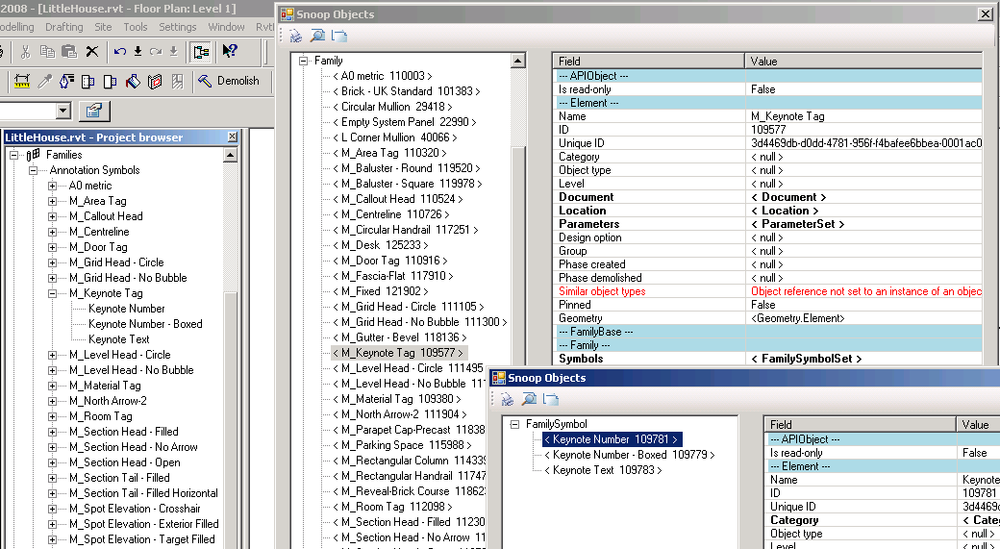 2008 - [LittleHouse.rvt - Floor Plan: Level 1]
odelling Drafting Site Tools Settings Window Rvt
Demolish
LittleHouse.rvt - Project browser
Families
Annotation Symbols
A0 metric
M_Area Tag
M_Callout Head
M_Centreline
M_Door Tag
M_Grid Head - Circle
M_Grid Head - No Bubble
M_Keynote Tag
Keynote Number
Keynote Number - Boxed
Keynote Text
M_Level Head - Circle
M_Level Head - No Bubble
M_Material Tag
M_North Arrow-2
M_Room Tag
M_Section Head - Filled
M_Section Head - No Arrow
M_Section Head - Open
M_Section Tail - Filled
M_Section Tail - Filled Horizontal
M_Spot Elevation - Crosshair
M_Spot Elevation - Exterior Filled
M_Spot Elevation - Target Filled
Snoop Objects
Family
< A0 metric 110003 >
< Brick - UK Standard 101383 >
< Circular Mullion 29418 >
< Empty System Panel 22990 >
< L Corner Mullion 40066 >
< M_Area Tag 110320 >
< M_Baluster - Round 119520 >
< M_Baluster - Square 119978 >
< M_Callout Head 110524 >
< M_Centreline 110726 >
< M_Circular Handrail 117251 >
< M_Desk 125233 >
< M_Door Tag 110916 >
< M_Fascia-Flat 117910 >
< M_Fixed 121902 >
< M_Grid Head - Circle 111105 >
< M_Grid Head - No Bubble 111300 >
< M_Gutter - Bevel 118136 >
< M_Keynote Tag 109577 >
< M_Level Head - Circle 111495
< M_Level Head - No Bubble 11
< M_Material Tag 109380 >
< M_North Arrow-2 111904 >
< M_Parapet Cap-Precast 11838
< M_Parking Space 115988 >
< M_Rectangular Column 114339
< M_Rectangular Handrail 11747
< M_Reveal-Brick Course 118623
< M_Room Tag 112098 >
< M_Section Head - Filled 11230
< M_Section Head - No Arrow 11
Field Value
--- APIObject ---
Is read-only False
--- Element ---
Name M_Keynote Tag
ID 109577
Unique ID 3d4469db-d0dd-4781-956f-f4bafee6bbea-0001ac0
Category < null >
Object type < null >
Level < null >
Document < Document >
Location < Location >
Parameters < ParameterSet >
Design option < null >
Group < null >
Phase created < null >
Phase demolished < null >
Similar object types Object reference not set to an instance of an objec
Pinned False
Geometry <Geometry.Element>
--- FamilyBase ---
--- Family ---
Symbols < FamilySymbolSet >
Snoop Objects
FamilySymbol
< Keynote Number 109781 >
< Keynote Number - Boxed 109779 >
< Keynote Text 109783 >
Field Value
--- APIObject ---
Is read-only False
--- Element ---
Name Keynote
ID 109781
Unique ID 3d4469d
Category < Cate
Object type < null >
Level < null >